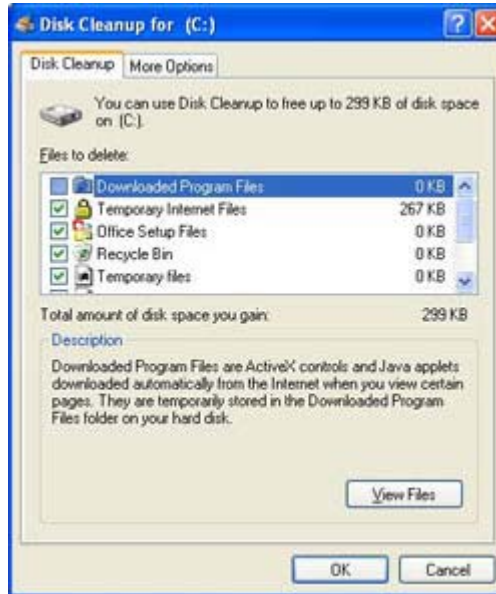 Disk Cleanup for (C:)
Disk Cleanup
More Options
You can use Disk Cleanup to free up to 299 KB of disk space
on (C:).
Files to delete:
Downloaded Program Files 0 KB
Temporary Internet Files 267 KB
Office Setup Files 0 KB
Recycle Bin 0 KB
Temporary files 0 KB
Total amount of disk space you gain: 299 KB
Description
Downloaded Program Files are ActiveX controls and Java applets
downloaded automatically from the Internet when you view certain
pages. They are temporarily stored in the Downloaded Program
Files folder on your hard disk.
View Files
OK
Cancel